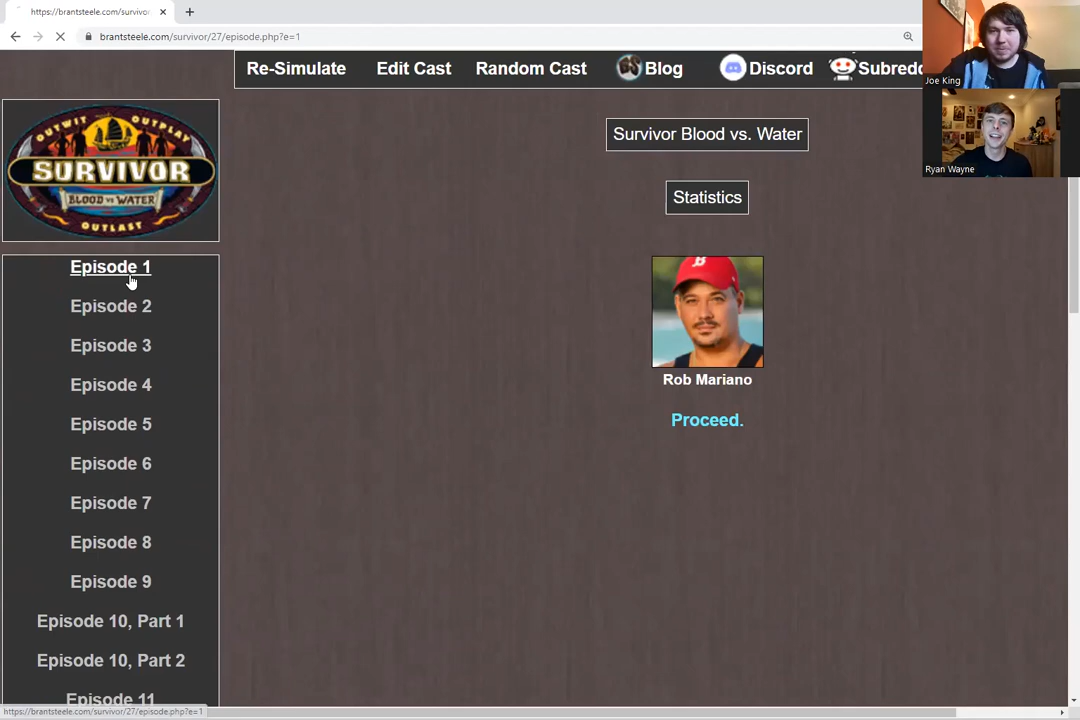 https://brantsteele.com/survivor
brantsteele.com/survivor/27/episode.php?e=1
Re-Simulate Edit Cast Random Cast Blog Discord Subredd
Joe King
Ryan Wayne
OUTWIT OUTPLAY
SURVIVOR
BLOOD vs. WATER
OUTLAST
Survivor Blood vs. Water
Statistics
B
Rob Mariano
Proceed.
Episode 1
Episode 2
Episode 3
Episode 4
Episode 5
Episode 6
Episode 7
Episode 8
Episode 9
Episode 10, Part 1
Episode 10, Part 2
Episode 11
https://brantsteele.com/survivor/27/episode.php?e=1